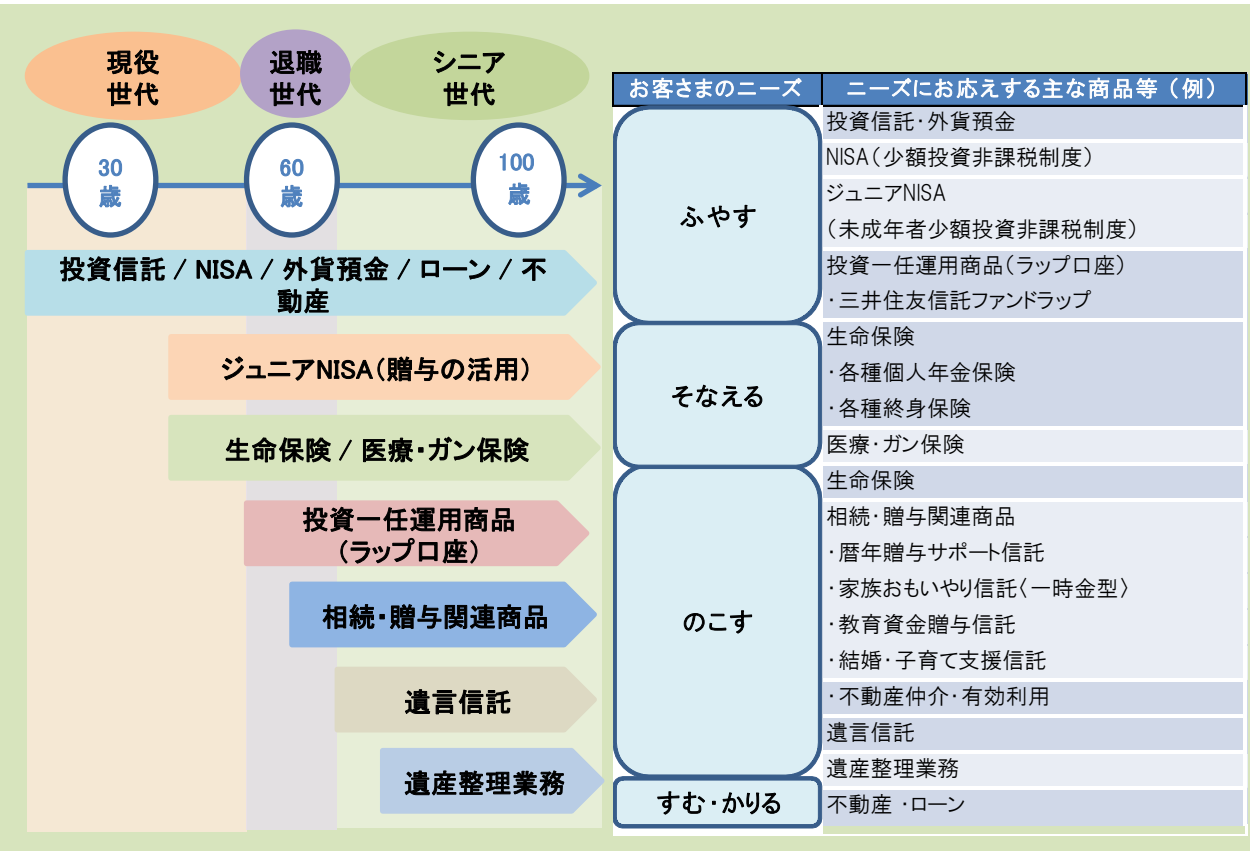 現役
世代
退職
世代
シニア
世代
30
歳
60
歳
100
歳
投資信託 / NISA / 外貨預金 / ローン / 不
動産
ジュニアNISA（贈与の活用）
生命保険 / 医療・ガン保険
投資一任運用商品
（ラップ口座）
相続・贈与関連商品
遺言信託
遺産整理業務
お客さまのニーズ
ニーズにお応えする主な商品等（例）
ふやす
投資信託・外貨預金
NISA（少額投資非課税制度）
ジュニアNISA
（未成年者少額投資非課税制度）
投資一任運用商品（ラップ口座）
・三井住友信託ファンドラップ
そなえる
生命保険
・各種個人年金保険
・各種終身保険
医療・ガン保険
のこす
生命保険
相続・贈与関連商品
・暦年贈与サポート信託
・家族おもいやり信託〈一時金型〉
・教育資金贈与信託
・結婚・子育て支援信託
・不動産仲介・有効利用
遺言信託
遺産整理業務
すむ・かりる
不動産 ・ローン